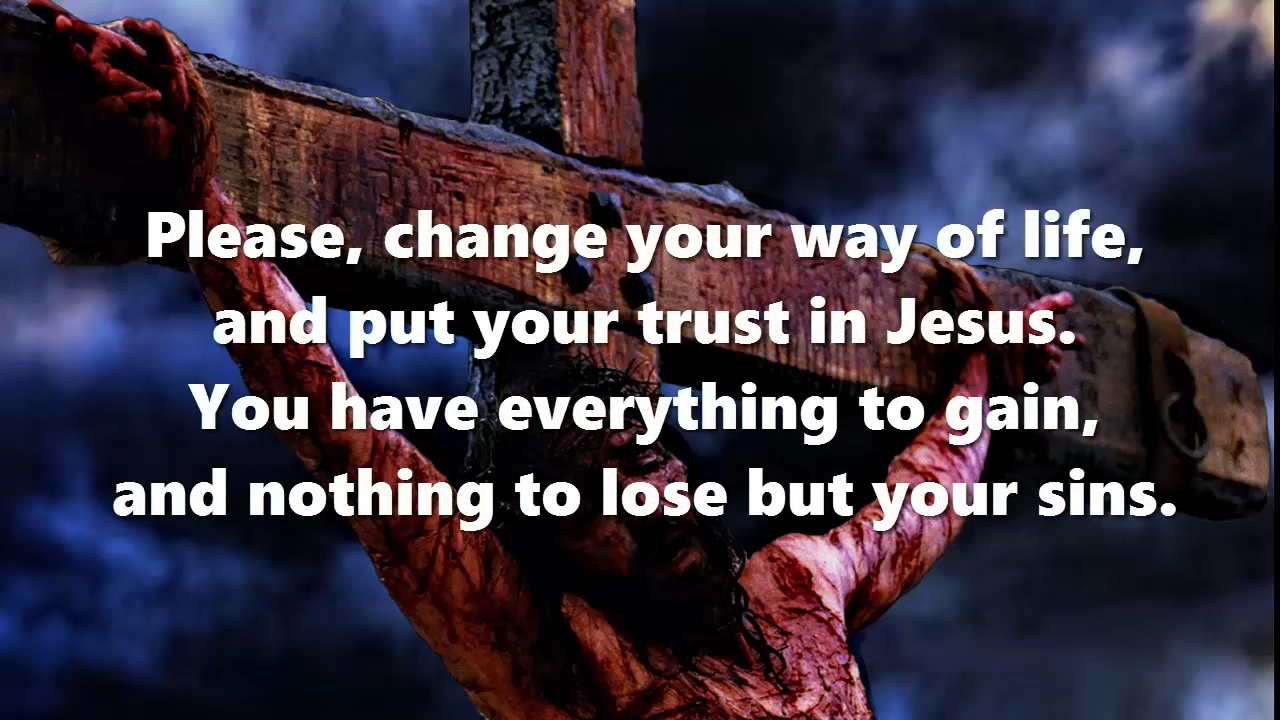 Please, change your way of life,
and put your trust in Jesus.
You have everything to gain,
and nothing to lose but your sins.